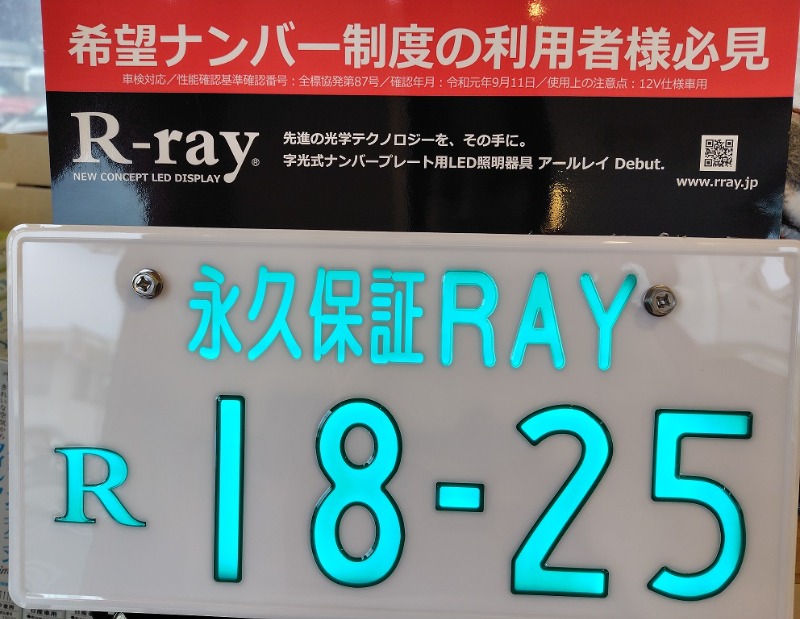 希望ナンバー制度の利用者様必見
車検対応／性能確認基準確認番号：全標協発第87号／確認年月：令和元年9月11日／使用上の注意点：12V仕様車用
R-ray®
NEW CONCEPT LED DISPLAY
先進の光学テクノロジーを、その手に。
字光式ナンバープレート用LED照明器具 アールレイ Debut.
www.rray.jp
永久保証RAY
R 18-25